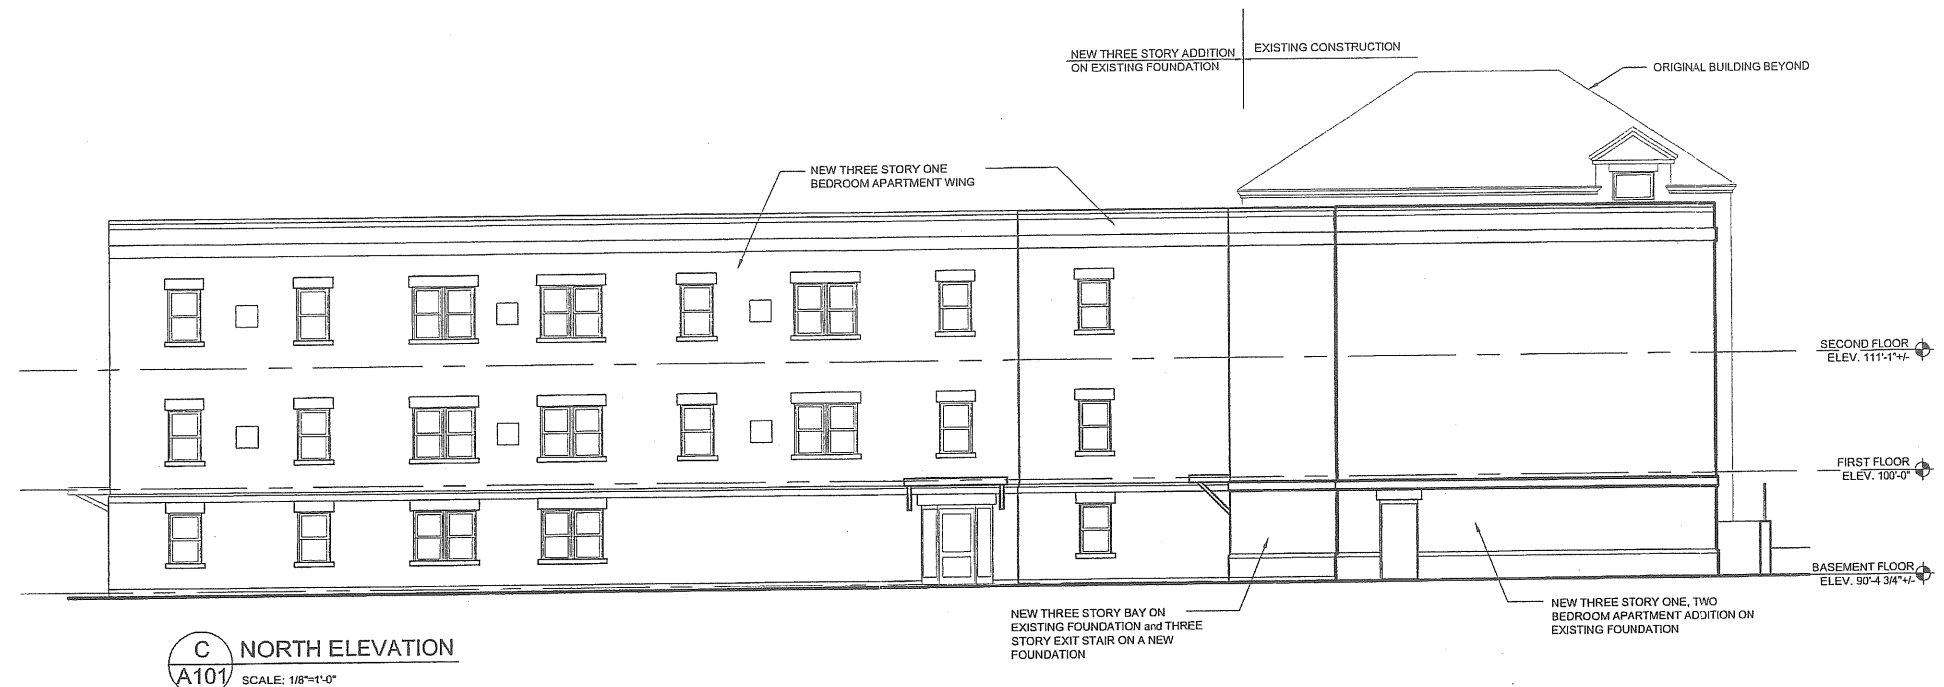 NEW THREE STORY ADDITION
ON EXISTING FOUNDATION
EXISTING CONSTRUCTION
ORIGINAL BUILDING BEYOND
NEW THREE STORY ONE
BEDROOM APARTMENT WING
SECOND FLOOR
ELEV. 111'-1"+/-
FIRST FLOOR
ELEV. 100'-0"
BASEMENT FLOOR
ELEV. 90'-4 3/4"+/-
NEW THREE STORY BAY ON
EXISTING FOUNDATION and THREE
STORY EXIT STAIR ON A NEW
FOUNDATION
NEW THREE STORY ONE, TWO
BEDROOM APARTMENT ADDITION ON
EXISTING FOUNDATION
C
A101
NORTH ELEVATION
SCALE: 1/8"=1'-0"